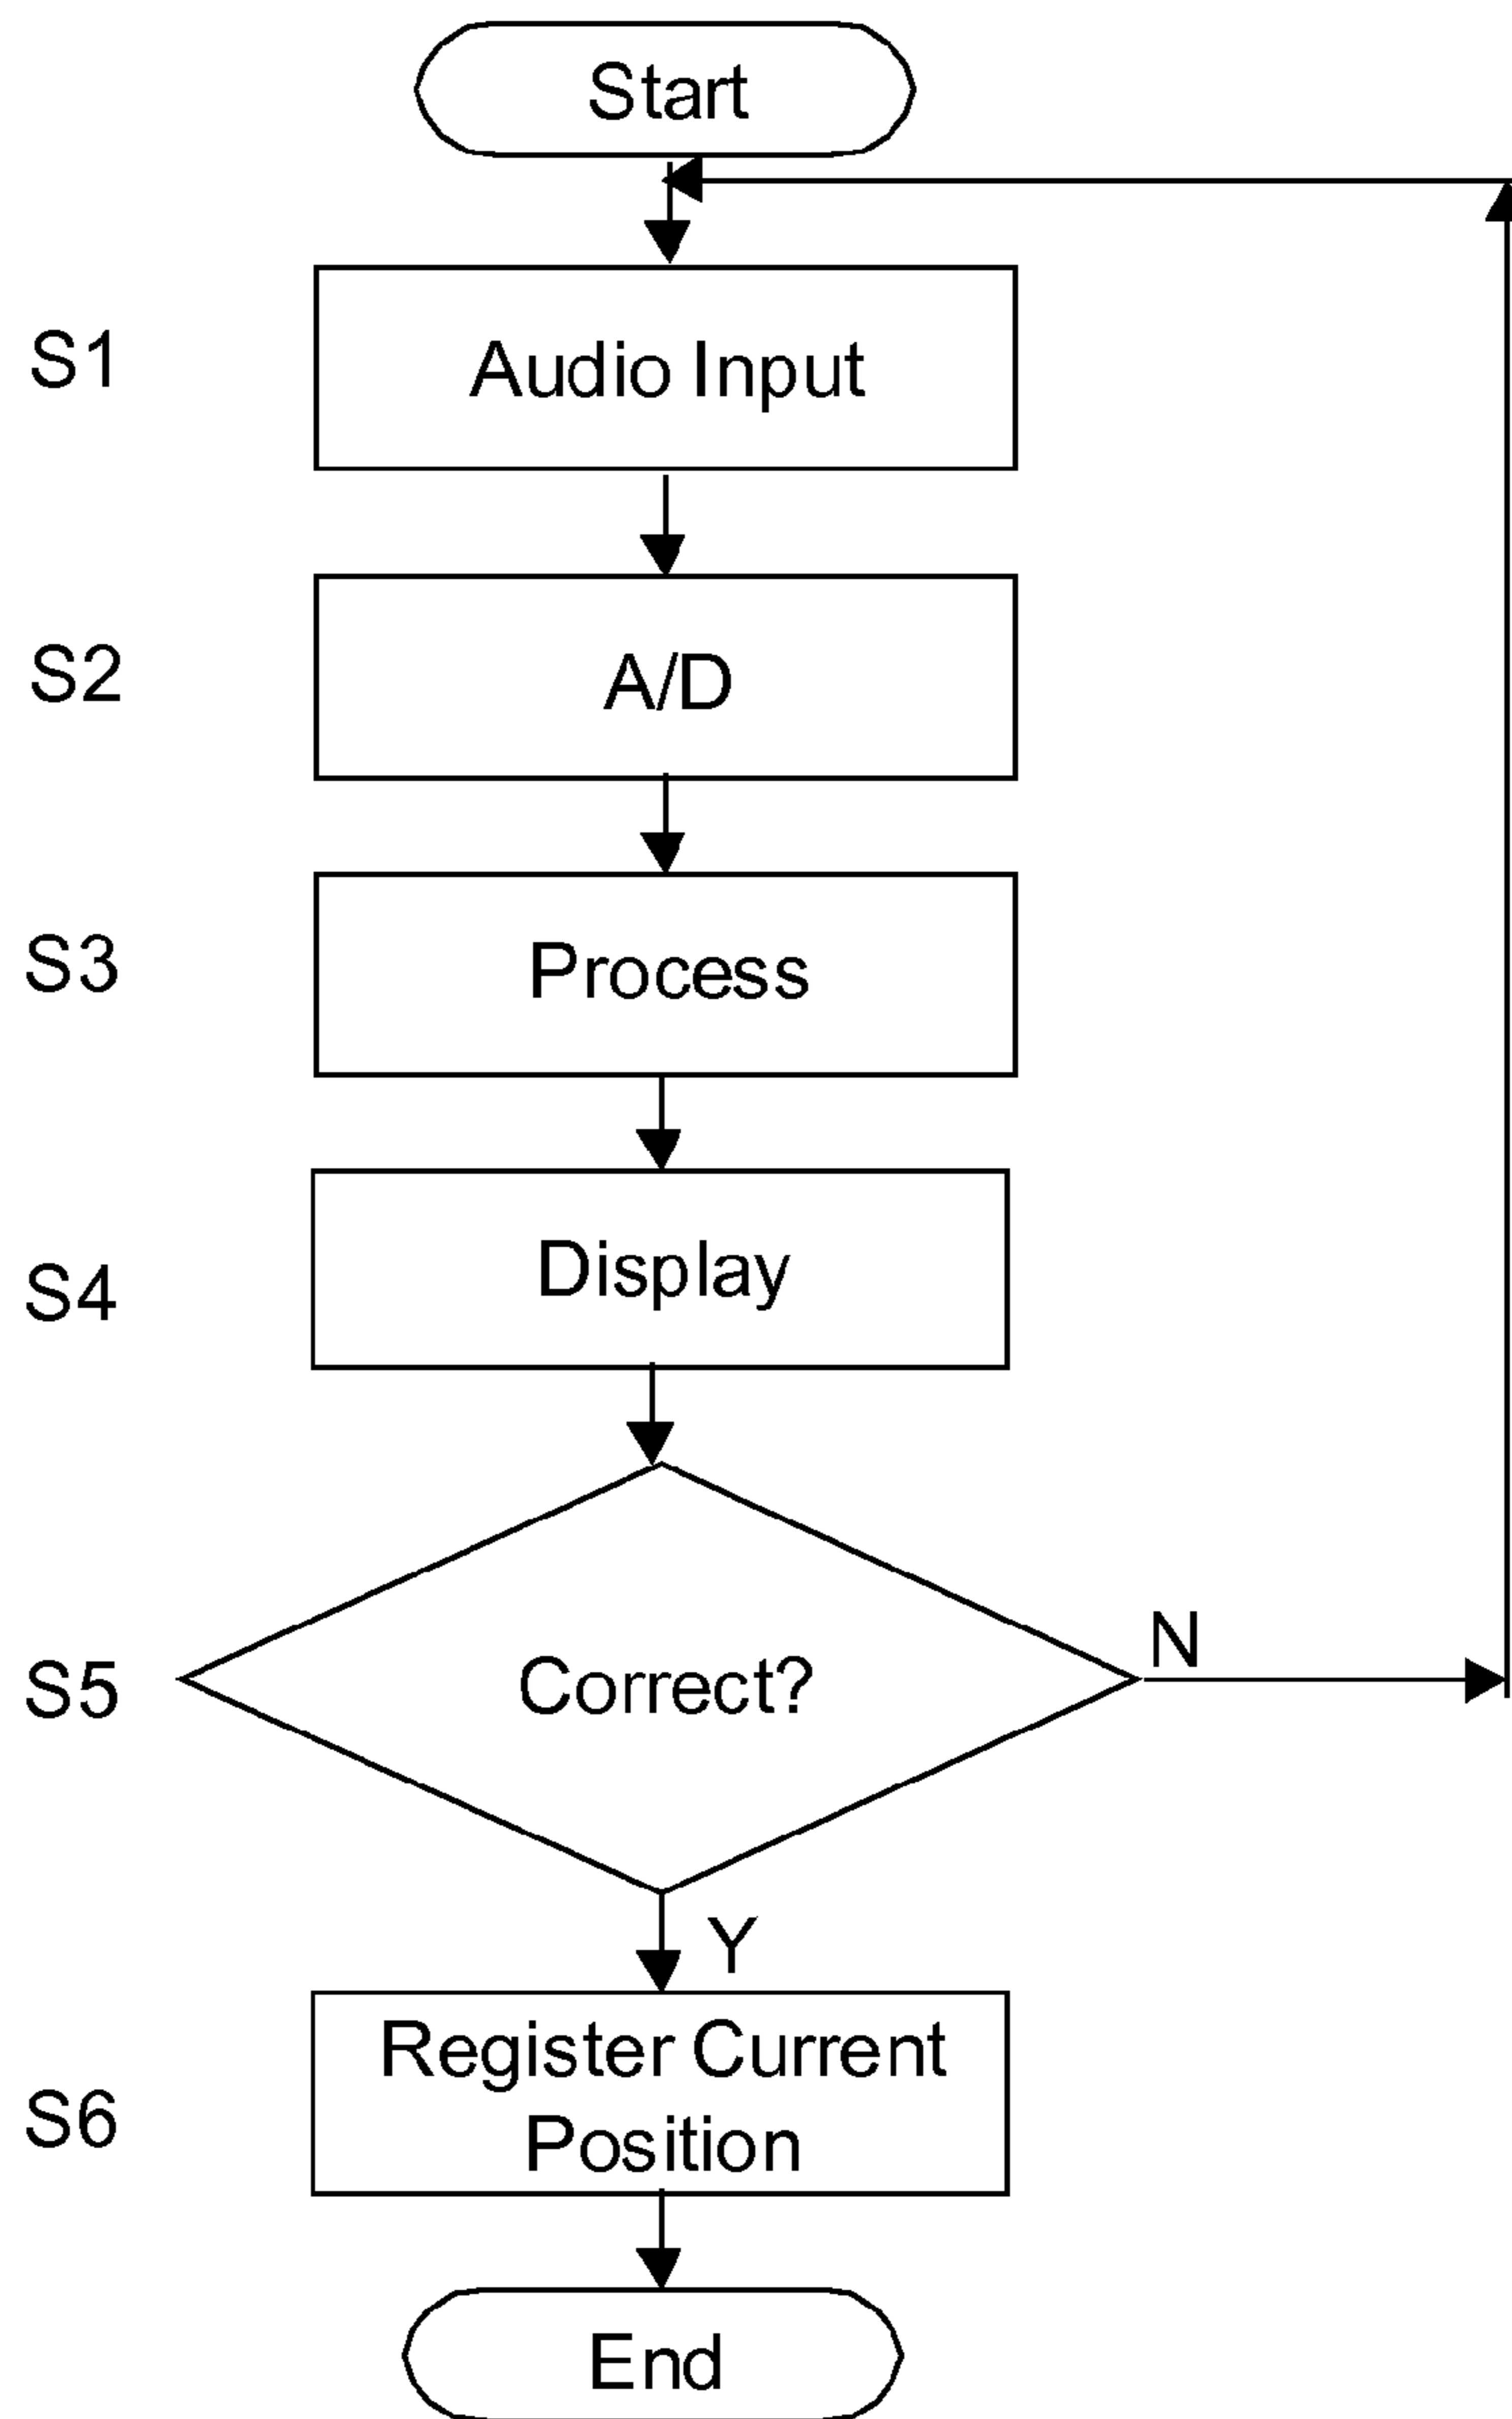 Start
S1
Audio Input
S2
A/D
S3
Process
S4
Display
S5
Correct?
N
Y
S6
Register Current
Position
End